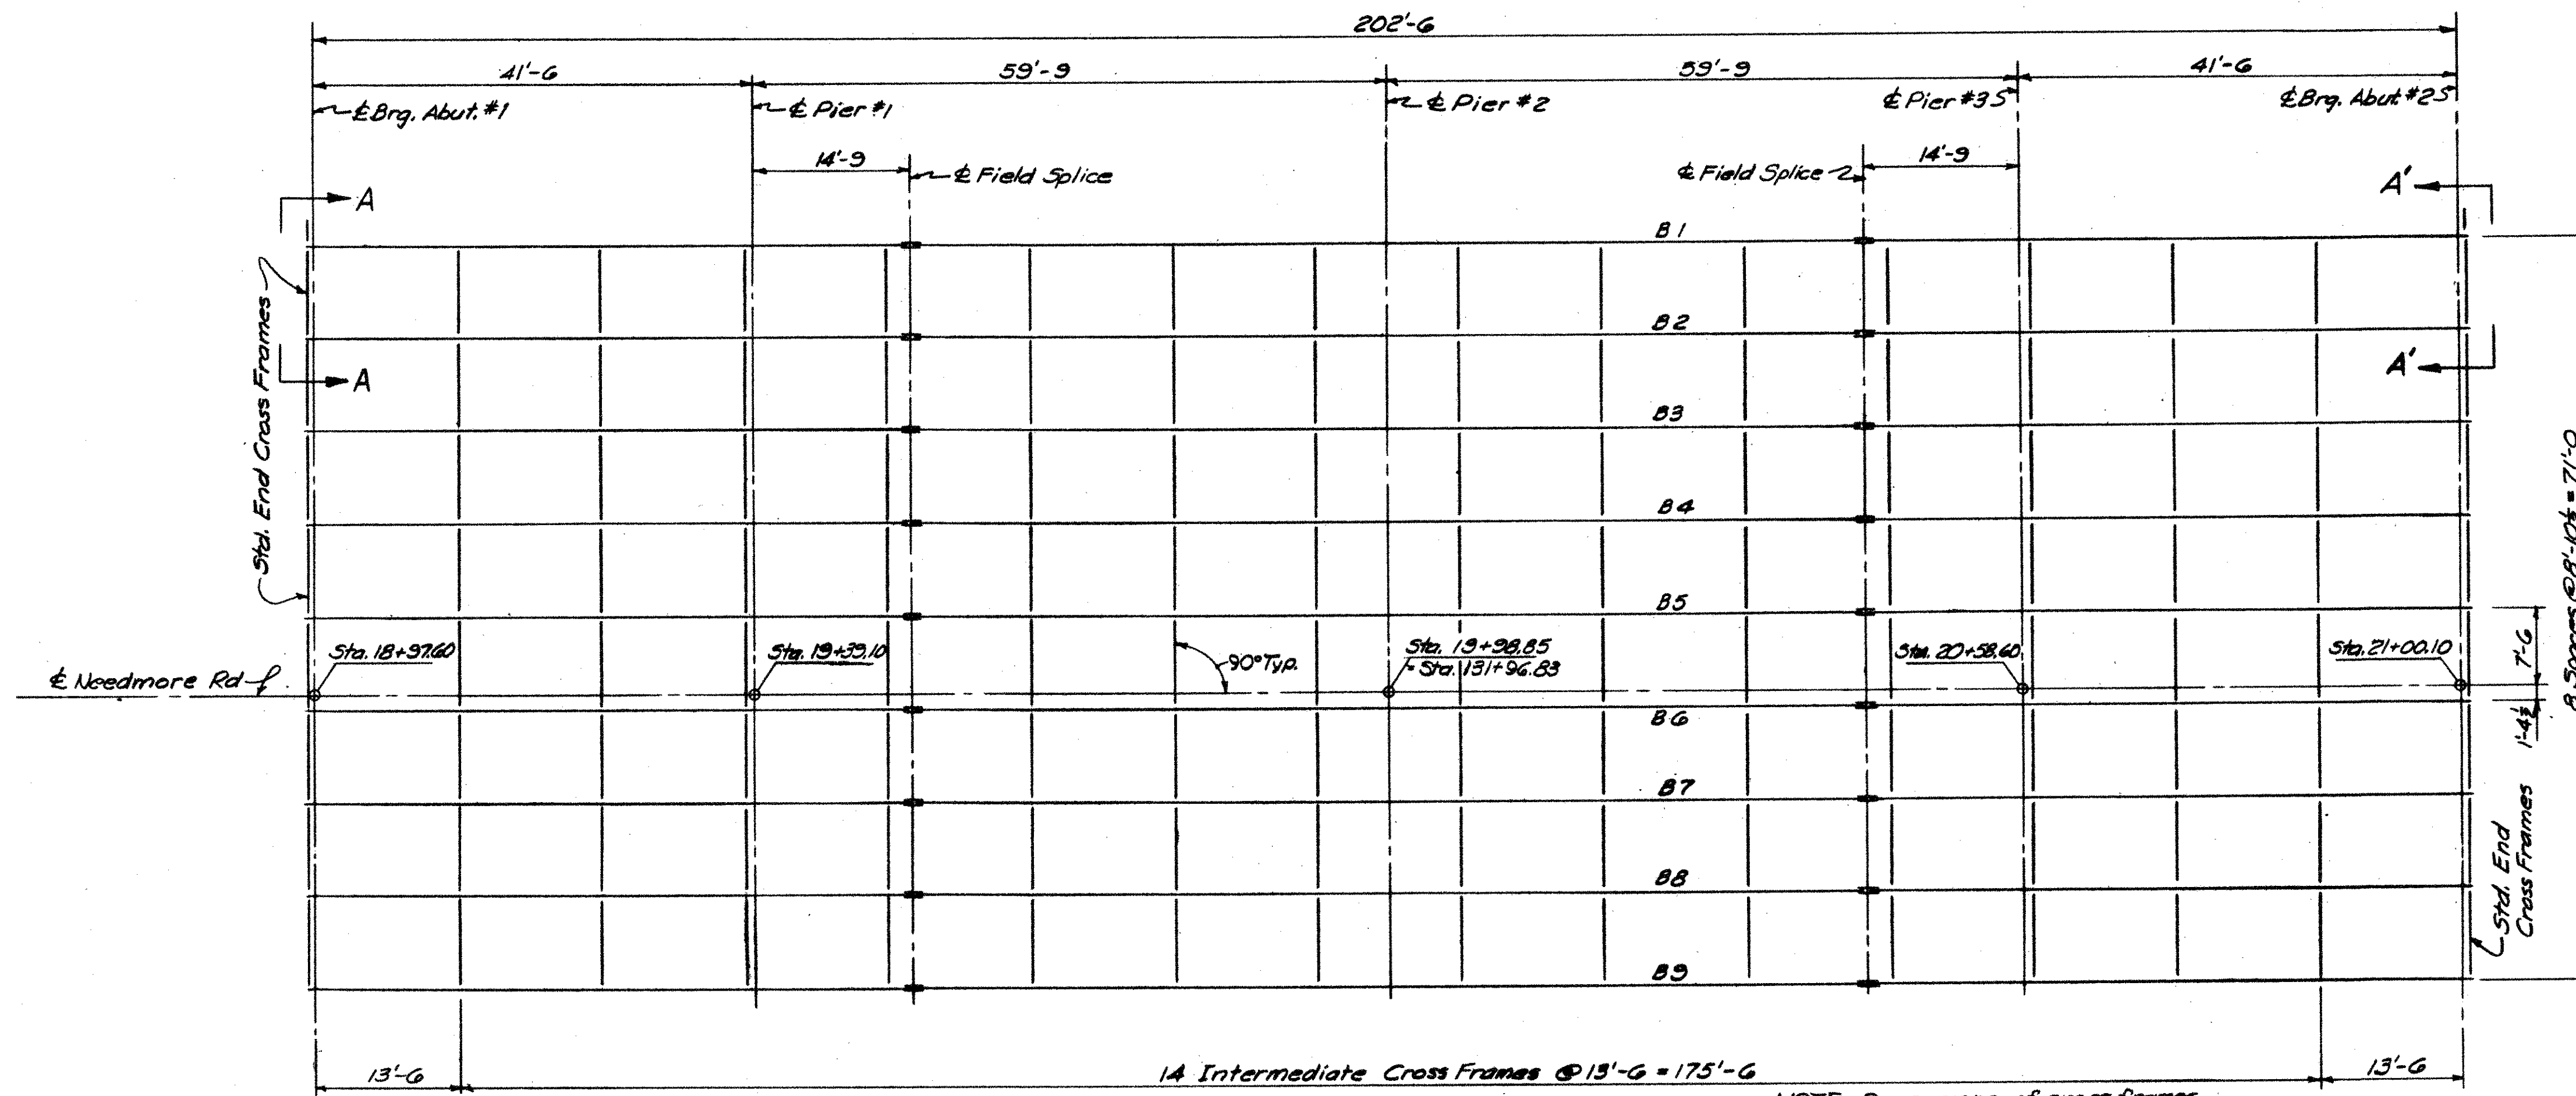 202'-6
41'-6
59'-9
59'-9
41'-6
℄ Brg. Abut. #1
℄ Pier #1
℄ Pier #2
℄ Pier #3
℄ Brg. Abut. #2
14'-9
℄ Field Splice
℄ Field Splice
14'-9
A
A'
B1
B2
A
A'
Std. End Cross Frames
B3
B4
B5
8 Spaces @ 8'-10½ = 71'-0
7'-6
℄ Needmore Rd
Sta. 18+97.60
Sta. 19+39.10
90° Typ.
Sta. 19+98.85
= Sta. 131+96.83
Sta. 20+58.60
Sta. 21+00.10
1'-4½
B6
B7
Std. End
Cross Frames
B8
B9
13'-6
14 Intermediate Cross Frames @ 13'-6 = 175'-6
13'-6
of cross frames